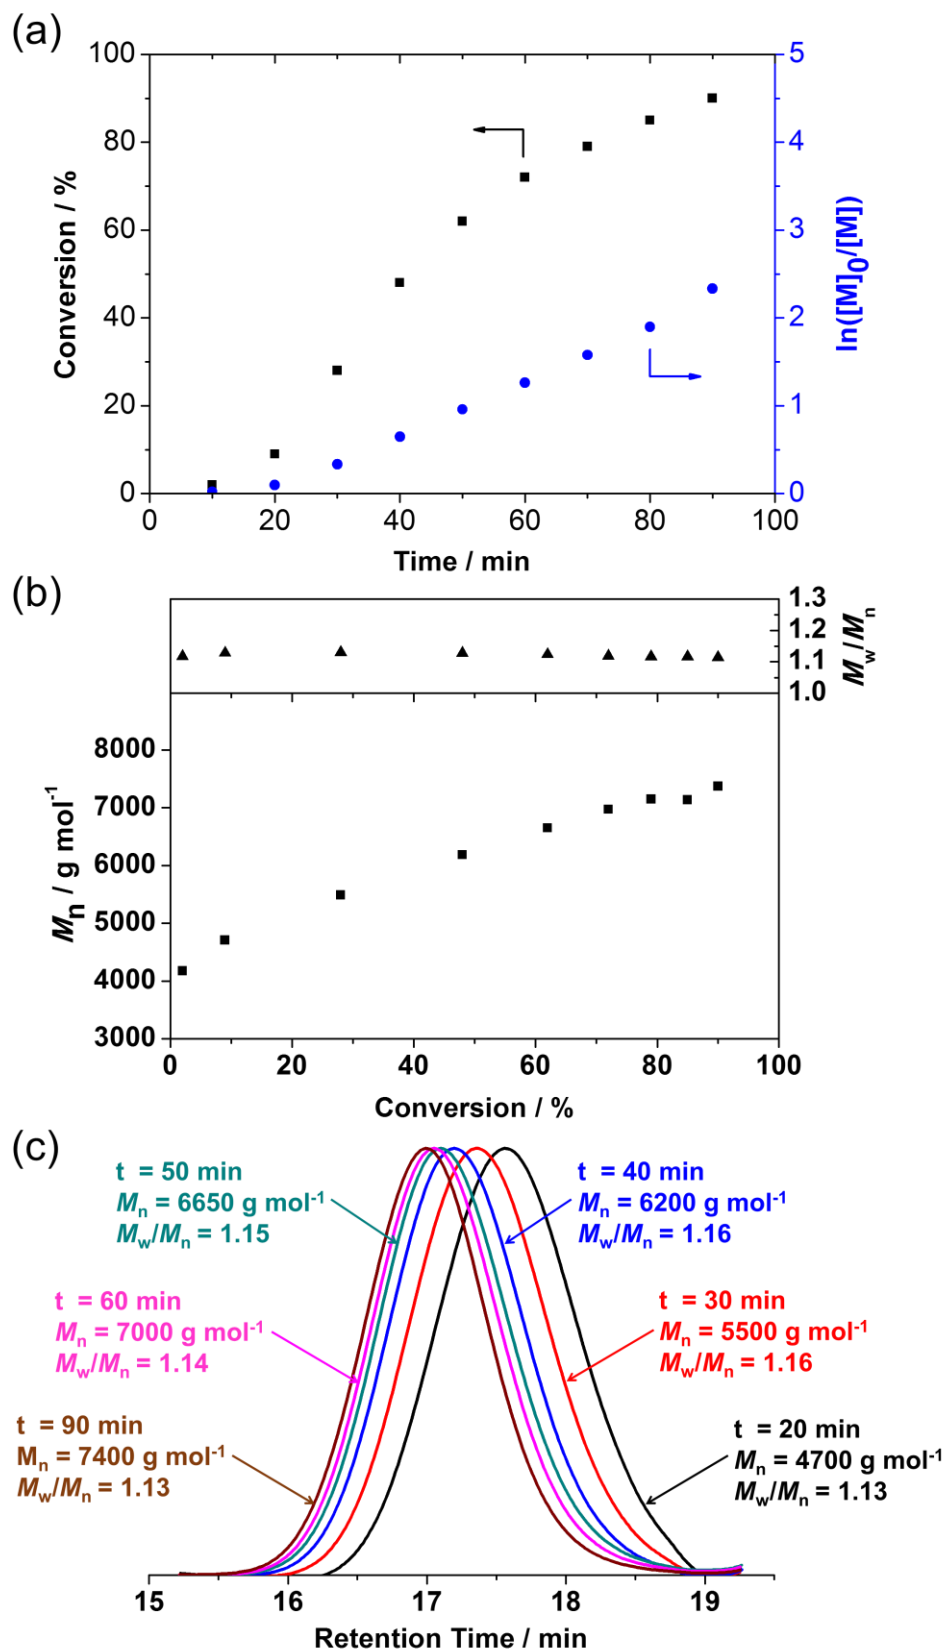 (a)
100
80
60
40
20
0
Conversion / %
5
4
3
2
1
0
ln([M]0/[M])
0 20 40 60 80 100
Time / min
(b)
1.3
1.2
1.1
1.0
Mw/Mn
8000
7000
6000
5000
4000
3000
Mn / g mol-1
0 20 40 60 80 100
Conversion / %
(c)
t = 50 min
Mn = 6650 g mol-1
Mw/Mn = 1.15
t = 40 min
Mn = 6200 g mol-1
Mw/Mn = 1.16
t = 60 min
Mn = 7000 g mol-1
Mw/Mn = 1.14
t = 30 min
Mn = 5500 g mol-1
Mw/Mn = 1.16
t = 90 min
Mn = 7400 g mol-1
Mw/Mn = 1.13
t = 20 min
Mn = 4700 g mol-1
Mw/Mn = 1.13
15 16 17 18 19
Retention Time / min